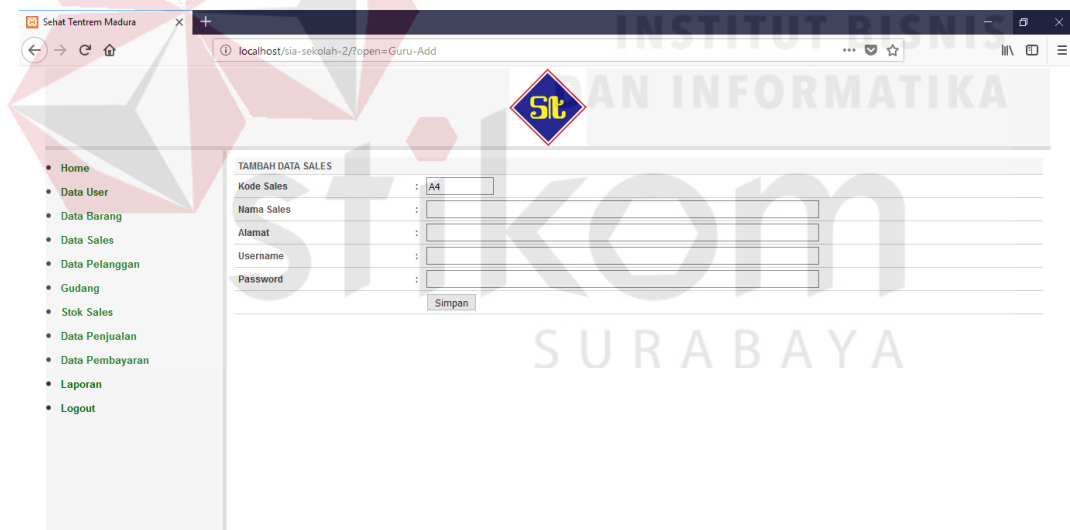 Sehat Tentrem Madura
localhost/sia-sekolah-2/?open=Guru-Add
INSTITUT BISNIS
DAN INFORMATIKA
St
Home
Data User
Data Barang
Data Sales
Data Pelanggan
Gudang
Stok Sales
Data Penjualan
Data Pembayaran
Laporan
Logout
TAMBAH DATA SALES
Kode Sales : A4
Nama Sales :
Alamat :
Username :
Password :
Simpan
stikom
SURABAYA